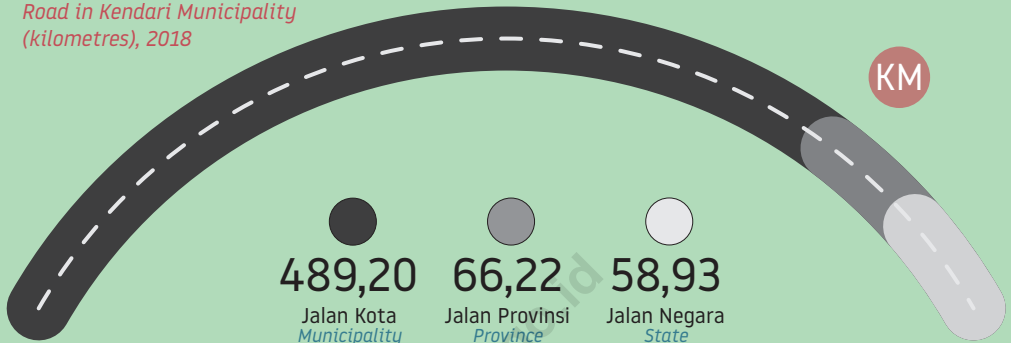 Road in Kendari Municipality
(kilometres), 2018
KM
489,20 66,22 58,93
Jalan Kota Jalan Provinsi Jalan Negara
Municipality Province State